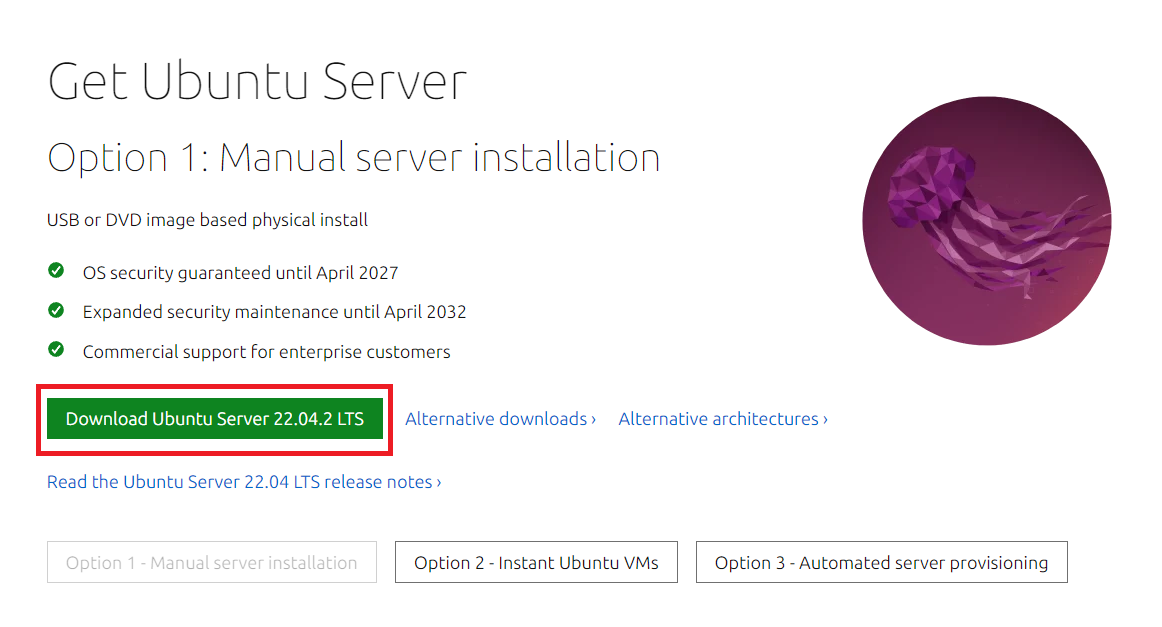 Get Ubuntu Server
Option 1: Manual server installation
USB or DVD image based physical install
OS security guaranteed until April 2027
Expanded security maintenance until April 2032
Commercial support for enterprise customers
Download Ubuntu Server 22.04.2 LTS Alternative downloads › Alternative architectures ›
Read the Ubuntu Server 22.04 LTS release notes ›
Option 1 - Manual server installation Option 2 - Instant Ubuntu VMs Option 3 - Automated server provisioning